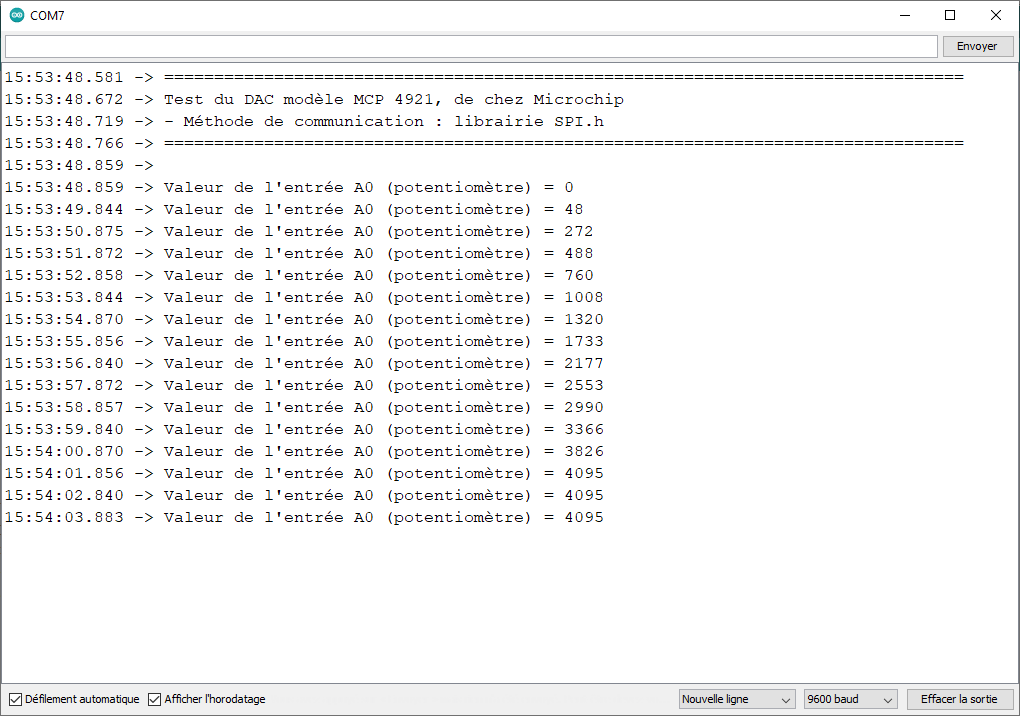 COM7
Envoyer
15:53:48.581 -> ================================================================================
15:53:48.672 -> Test du DAC modèle MCP 4921, de chez Microchip
15:53:48.719 -> - Méthode de communication : librairie SPI.h
15:53:48.766 -> ================================================================================
15:53:48.859 ->
15:53:48.859 -> Valeur de l'entrée A0 (potentiomètre) = 0
15:53:49.844 -> Valeur de l'entrée A0 (potentiomètre) = 48
15:53:50.875 -> Valeur de l'entrée A0 (potentiomètre) = 272
15:53:51.872 -> Valeur de l'entrée A0 (potentiomètre) = 488
15:53:52.858 -> Valeur de l'entrée A0 (potentiomètre) = 760
15:53:53.844 -> Valeur de l'entrée A0 (potentiomètre) = 1008
15:53:54.870 -> Valeur de l'entrée A0 (potentiomètre) = 1320
15:53:55.856 -> Valeur de l'entrée A0 (potentiomètre) = 1733
15:53:56.840 -> Valeur de l'entrée A0 (potentiomètre) = 2177
15:53:57.872 -> Valeur de l'entrée A0 (potentiomètre) = 2553
15:53:58.857 -> Valeur de l'entrée A0 (potentiomètre) = 2990
15:53:59.840 -> Valeur de l'entrée A0 (potentiomètre) = 3366
15:54:00.870 -> Valeur de l'entrée A0 (potentiomètre) = 3826
15:54:01.856 -> Valeur de l'entrée A0 (potentiomètre) = 4095
15:54:02.840 -> Valeur de l'entrée A0 (potentiomètre) = 4095
15:54:03.883 -> Valeur de l'entrée A0 (potentiomètre) = 4095
Défilement automatique Afficher l'horodatage Nouvelle ligne 9600 baud Effacer la sortie